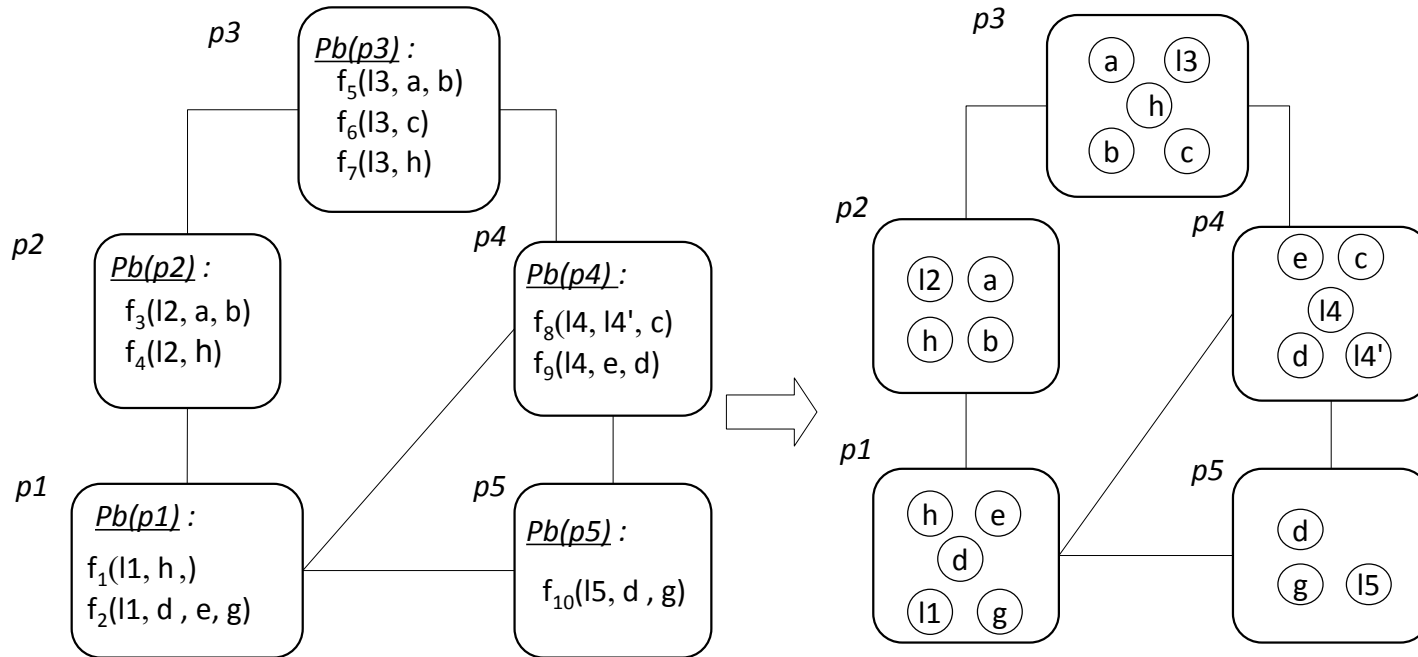 p3
Pb(p3) :
f5(l3, a, b)
f6(l3, c)
f7(l3, h)
p2
Pb(p2) :
f3(l2, a, b)
f4(l2, h)
p4
Pb(p4) :
f8(l4, l4', c)
f9(l4, e, d)
p1
Pb(p1) :
f1(l1, h ,)
f2(l1, d , e, g)
p5
Pb(p5) :
f10(l5, d , g)
p3
a l3
h
b c
p2
l2 a
h b
p4
e c
l4
d l4'
p1
h e
d
l1 g
p5
d
g l5